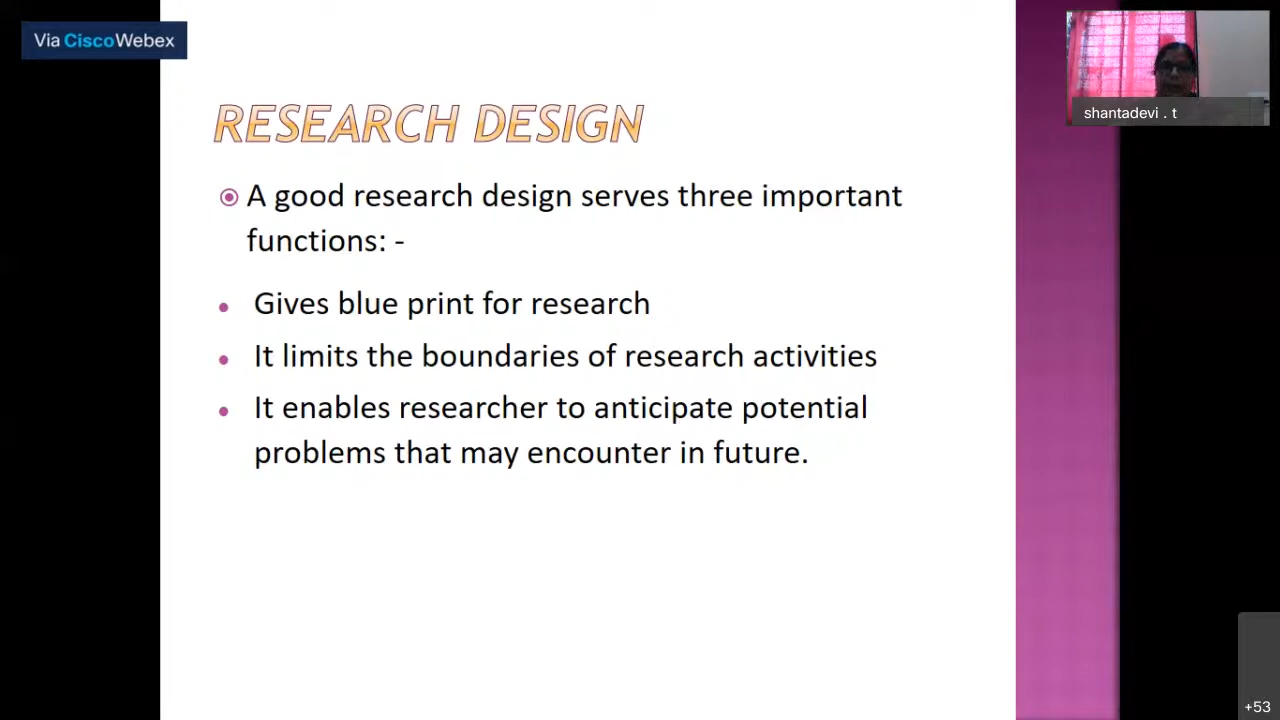 Via CiscoWebex
shantadevi . t
RESEARCH DESIGN
A good research design serves three important
functions: -
Gives blue print for research
It limits the boundaries of research activities
It enables researcher to anticipate potential
problems that may encounter in future.
+53